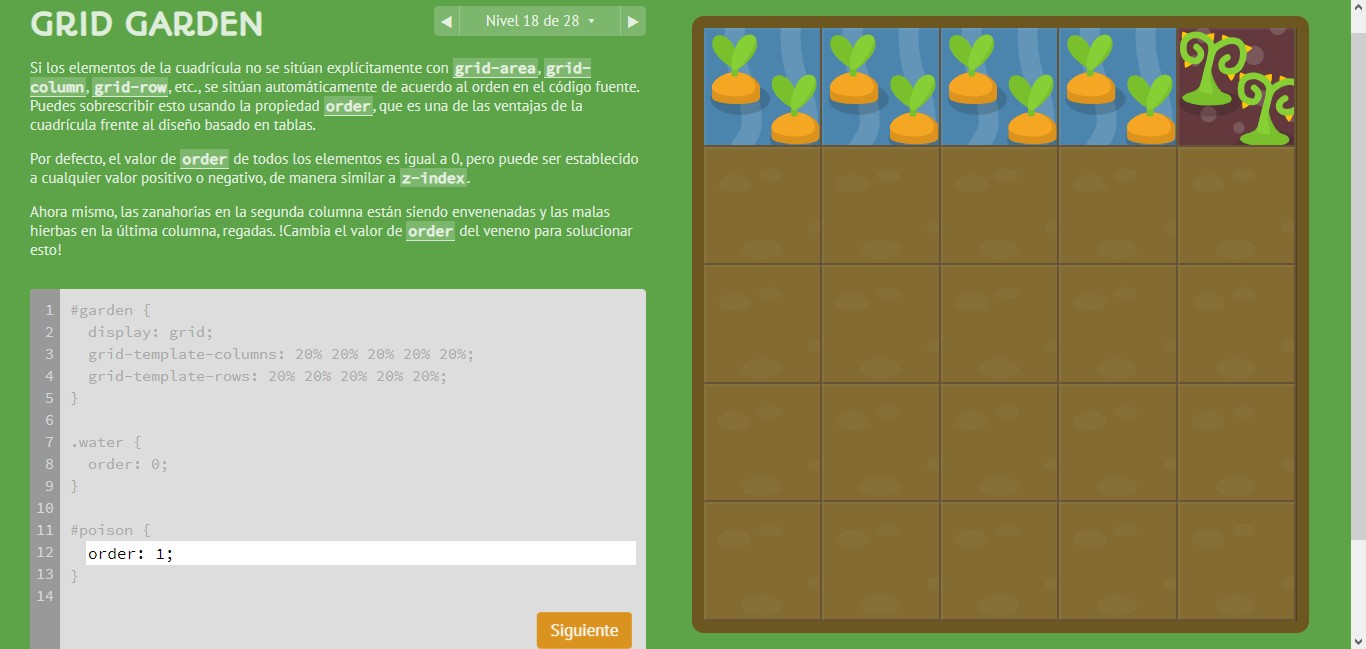 GRID GARDEN
◀ Nivel 18 de 28 ▾ ▶
Si los elementos de la cuadrícula no se sitúan explícitamente con grid-area, grid-
column, grid-row, etc., se sitúan automáticamente de acuerdo al orden en el código fuente.
Puedes sobrescribir esto usando la propiedad order, que es una de las ventajas de la
cuadrícula frente al diseño basado en tablas.
Por defecto, el valor de order de todos los elementos es igual a 0, pero puede ser establecido
a cualquier valor positivo o negativo, de manera similar a z-index.
Ahora mismo, las zanahorias en la segunda columna están siendo envenenadas y las malas
hierbas en la última columna, regadas. !Cambia el valor de order del veneno para solucionar
esto!
1 #garden {
2 display: grid;
3 grid-template-columns: 20% 20% 20% 20% 20%;
4 grid-template-rows: 20% 20% 20% 20% 20%;
5 }
6
7 .water {
8 order: 0;
9 }
10
11 #poison {
12 order: 1;
13 }
14
Siguiente